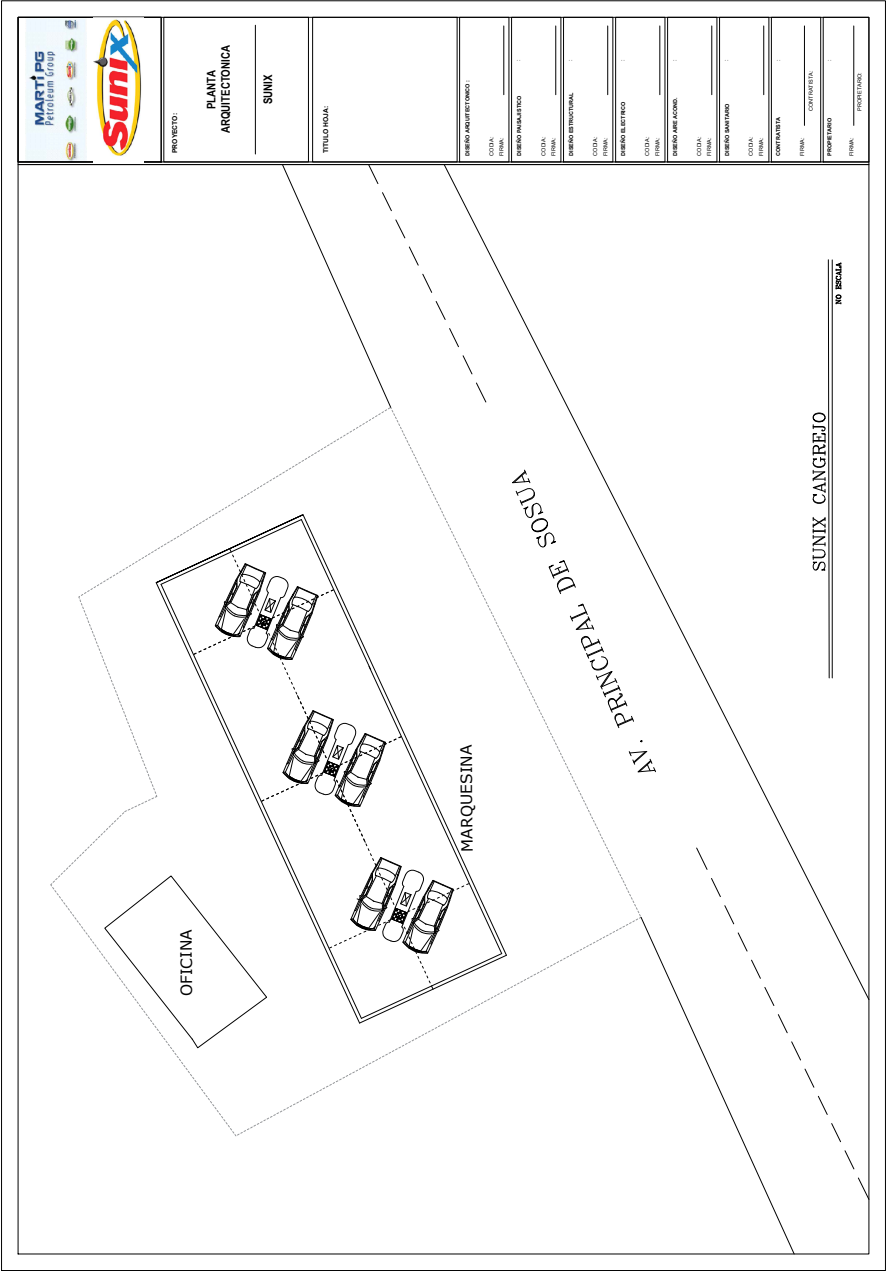 MARTÍ PG
Petroleum Group
Sunix
PROYECTO:
PLANTA
ARQUITECTONICA
SUNIX
TITULO HOJA:
DISEÑO ARQUITECTONICO :
CODIA:
FIRMA:
DISEÑO PAISAJISTICO :
CODIA:
FIRMA:
DISEÑO ESTRUCTURAL :
CODIA:
FIRMA:
DISEÑO ELECTRICO :
CODIA:
FIRMA:
DISEÑO AIRE ACOND. :
CODIA:
FIRMA:
DISEÑO SANITARIO :
CODIA:
FIRMA:
CONTRATISTA :
FIRMA:
CONTRATISTA:
PROPIETARIO :
FIRMA:
PROPIETARIO:
OFICINA
MARQUESINA
AV. PRINCIPAL DE SOSUA
SUNIX CANGREJO
NO ESCALA